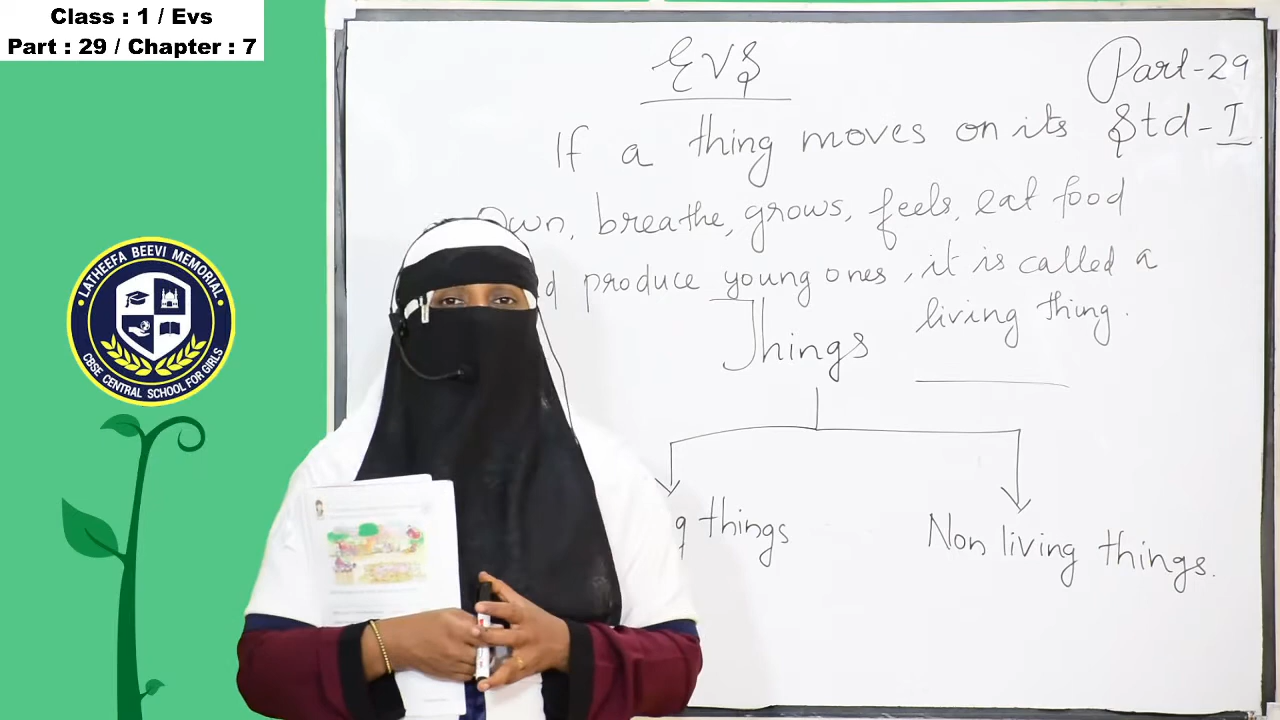 Class : 1 / Evs
Part : 29 / Chapter : 7
EVS
Part-29
Std-I
If a thing moves on its
Own, breathe, grows, feels, eat food
d produce young ones, it is called a
living thing.
Things
g things
Non living things.
LATHEEFA BEEVI MEMORIAL
CBSE CENTRAL SCHOOL FOR GIRLS